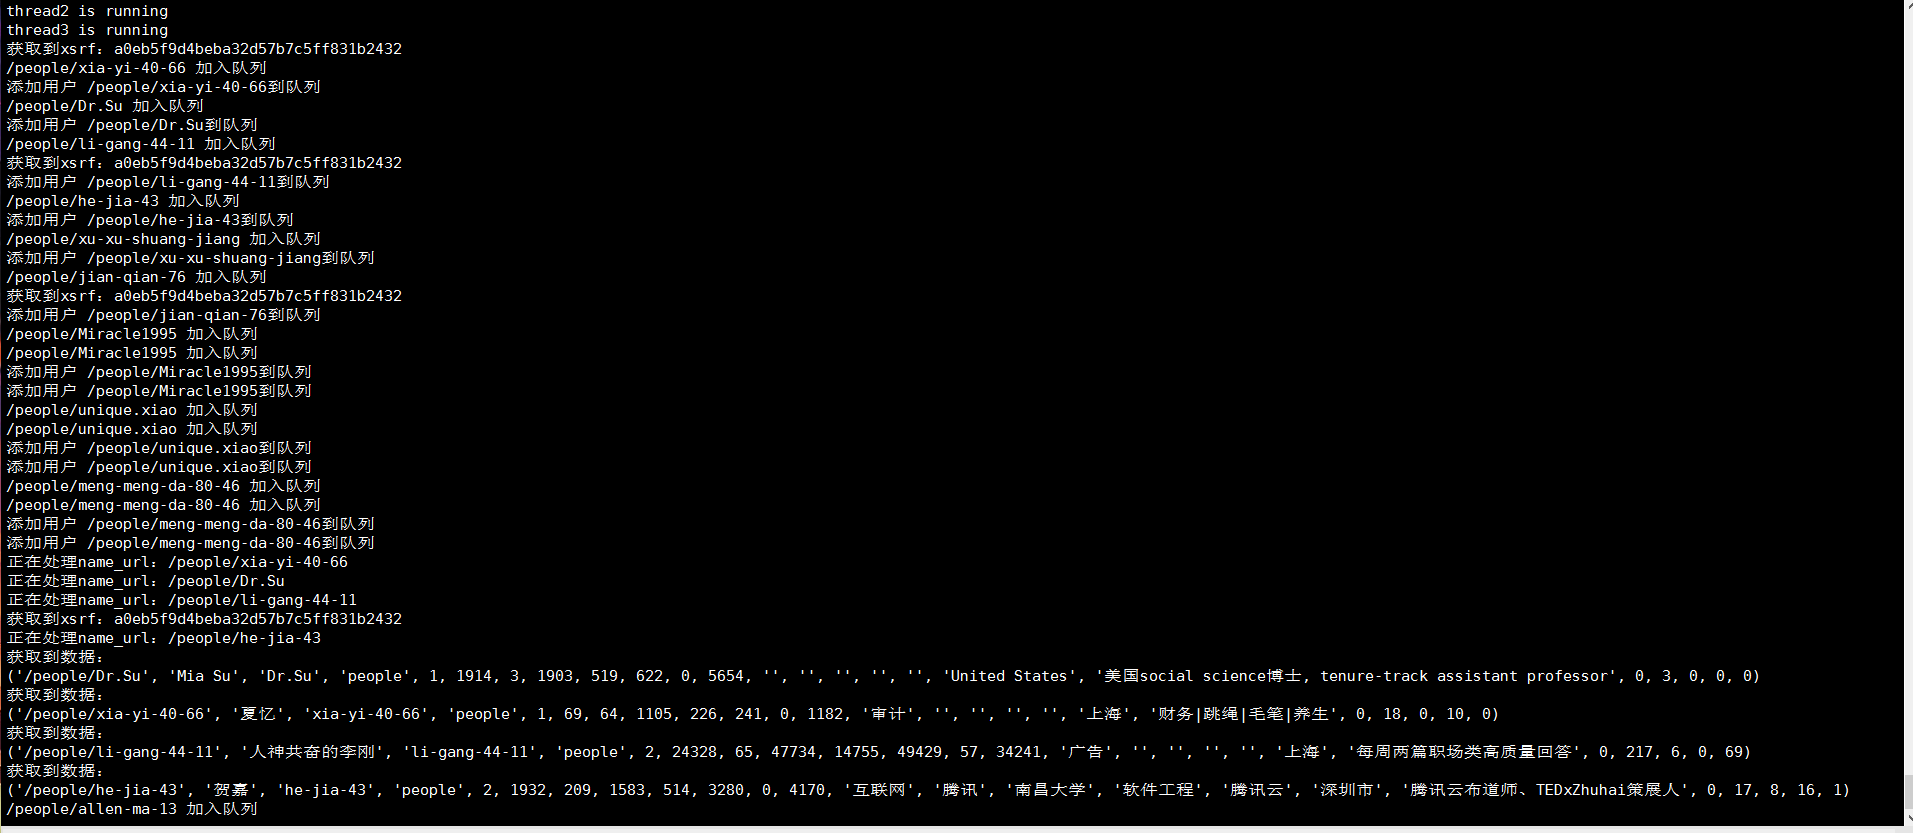 thread2 is running
thread3 is running
获取到xsrf：a0eb5f9d4beba32d57b7c5ff831b2432
/people/xia-yi-40-66 加入队列
添加用户 /people/xia-yi-40-66到队列
/people/Dr.Su 加入队列
添加用户 /people/Dr.Su到队列
/people/li-gang-44-11 加入队列
获取到xsrf：a0eb5f9d4beba32d57b7c5ff831b2432
添加用户 /people/li-gang-44-11到队列
/people/he-jia-43 加入队列
添加用户 /people/he-jia-43到队列
/people/xu-xu-shuang-jiang 加入队列
添加用户 /people/xu-xu-shuang-jiang到队列
/people/jian-qian-76 加入队列
获取到xsrf：a0eb5f9d4beba32d57b7c5ff831b2432
添加用户 /people/jian-qian-76到队列
/people/Miracle1995 加入队列
/people/Miracle1995 加入队列
添加用户 /people/Miracle1995到队列
添加用户 /people/Miracle1995到队列
/people/unique.xiao 加入队列
/people/unique.xiao 加入队列
添加用户 /people/unique.xiao到队列
添加用户 /people/unique.xiao到队列
/people/meng-meng-da-80-46 加入队列
/people/meng-meng-da-80-46 加入队列
添加用户 /people/meng-meng-da-80-46到队列
添加用户 /people/meng-meng-da-80-46到队列
正在处理name_url：/people/xia-yi-40-66
正在处理name_url：/people/Dr.Su
正在处理name_url：/people/li-gang-44-11
获取到xsrf：a0eb5f9d4beba32d57b7c5ff831b2432
正在处理name_url：/people/he-jia-43
获取到数据：
('/people/Dr.Su', 'Mia Su', 'Dr.Su', 'people', 1, 1914, 3, 1903, 519, 622, 0, 5654, '', '', '', '', '', 'United States', '美国social science博士, tenure-track assistant professor', 0, 3, 0, 0, 0)
获取到数据：
('/people/xia-yi-40-66', '夏忆', 'xia-yi-40-66', 'people', 1, 69, 64, 1105, 226, 241, 0, 1182, '审计', '', '', '', '', '上海', '财务|跳绳|毛笔|养生', 0, 18, 0, 10, 0)
获取到数据：
('/people/li-gang-44-11', '人神共奋的李刚', 'li-gang-44-11', 'people', 2, 24328, 65, 47734, 14755, 49429, 57, 34241, '广告', '', '', '', '', '上海', '每周两篇职场类高质量回答', 0, 217, 6, 0, 69)
获取到数据：
('/people/he-jia-43', '贺嘉', 'he-jia-43', 'people', 2, 1932, 209, 1583, 514, 3280, 0, 4170, '互联网', '腾讯', '南昌大学', '软件工程', '腾讯云', '深圳市', '腾讯云布道师、TEDxZhuhai策展人', 0, 17, 8, 16, 1)
/people/allen-ma-13 加入队列